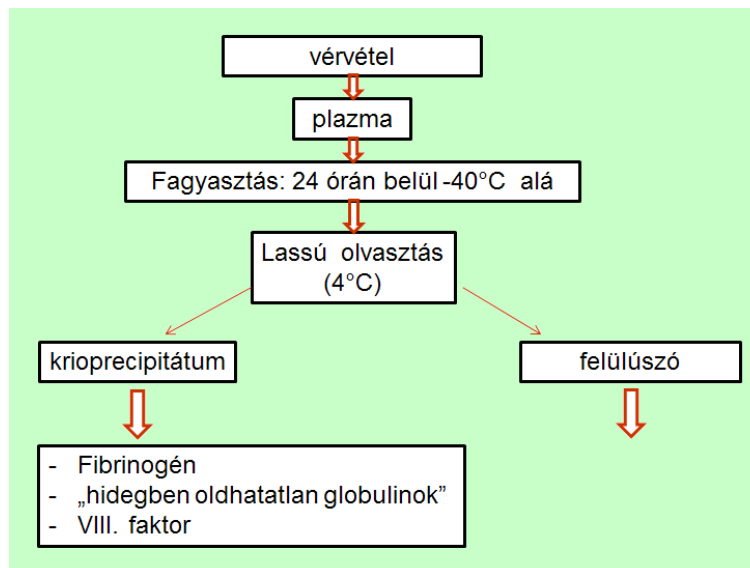 vérvétel
plazma
Fagyasztás: 24 órán belül -40°C alá
Lassú olvasztás
(4°C)
krioprecipitátum
felülúszó
- Fibrinogén
- „hidegben oldhatatlan globulinok”
- VIII. faktor